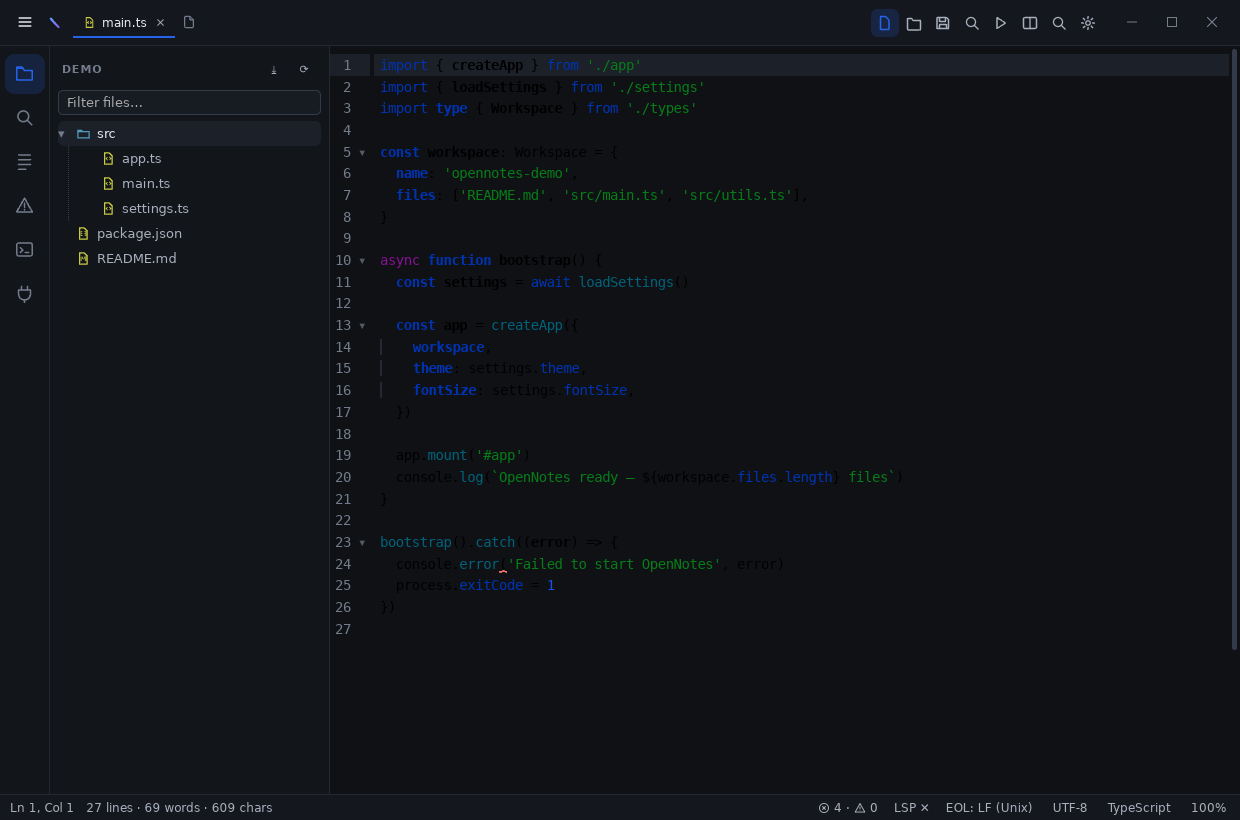 main.ts ×
DEMO
Filter files...
src
app.ts
main.ts
settings.ts
package.json
README.md
1 import { createApp } from './app'
2 import { loadSettings } from './settings'
3 import type { Workspace } from './types'
4
5 const workspace: Workspace = {
6 name: 'opennotes-demo',
7 files: ['README.md', 'src/main.ts', 'src/utils.ts'],
8 }
9
10 async function bootstrap() {
11 const settings = await loadSettings()
12
13 const app = createApp({
14 workspace,
15 theme: settings.theme,
16 fontSize: settings.fontSize,
17 })
18
19 app.mount('#app')
20 console.log(`OpenNotes ready — ${workspace.files.length} files`)
21 }
22
23 bootstrap().catch((error) => {
24 console.error('Failed to start OpenNotes', error)
25 process.exitCode = 1
26 })
27
Ln 1, Col 1 27 lines · 69 words · 609 chars 4 · 0 LSP × EOL: LF (Unix) UTF-8 TypeScript 100%